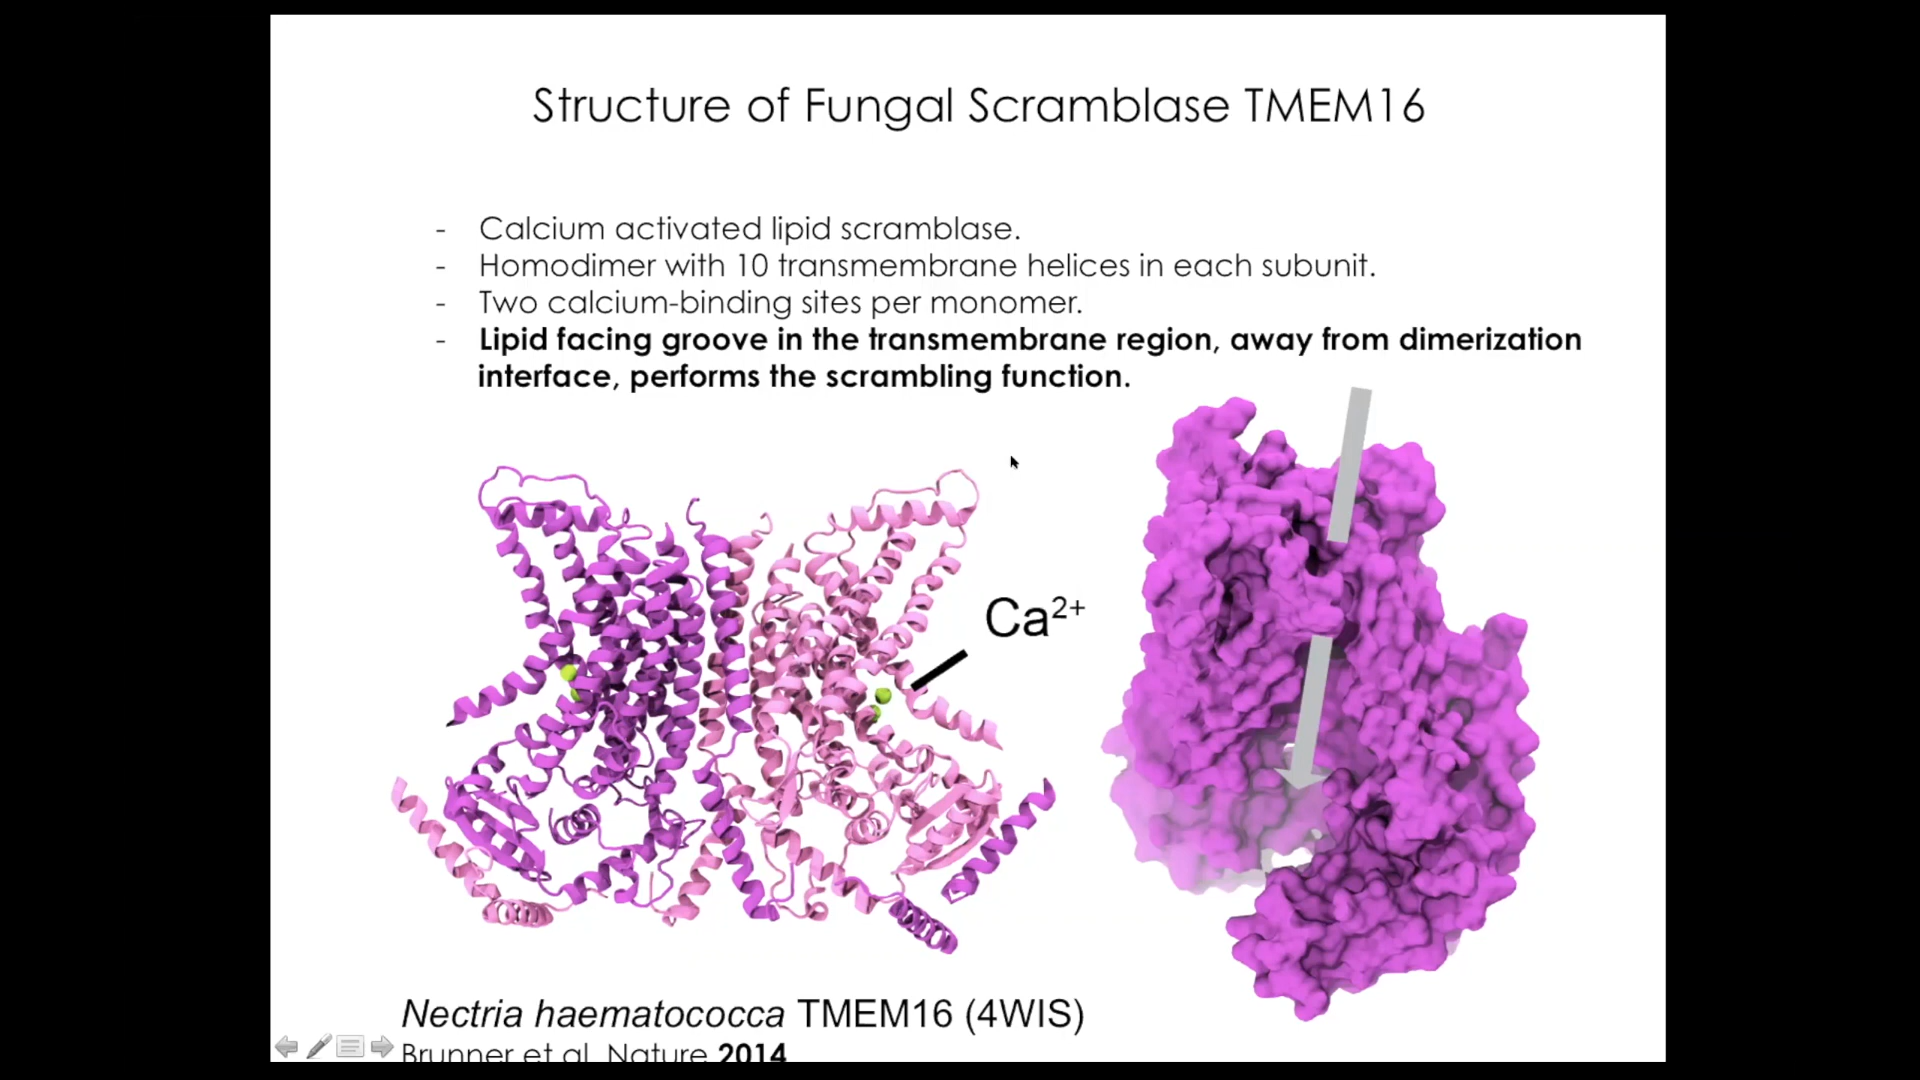 Structure of Fungal Scramblase TMEM16
- Calcium activated lipid scramblase.
- Homodimer with 10 transmembrane helices in each subunit.
- Two calcium-binding sites per monomer.
- Lipid facing groove in the transmembrane region, away from dimerization
interface, performs the scrambling function.
Ca²⁺
Nectria haematococca TMEM16 (4WIS)
Brunner et al. Nature 2014